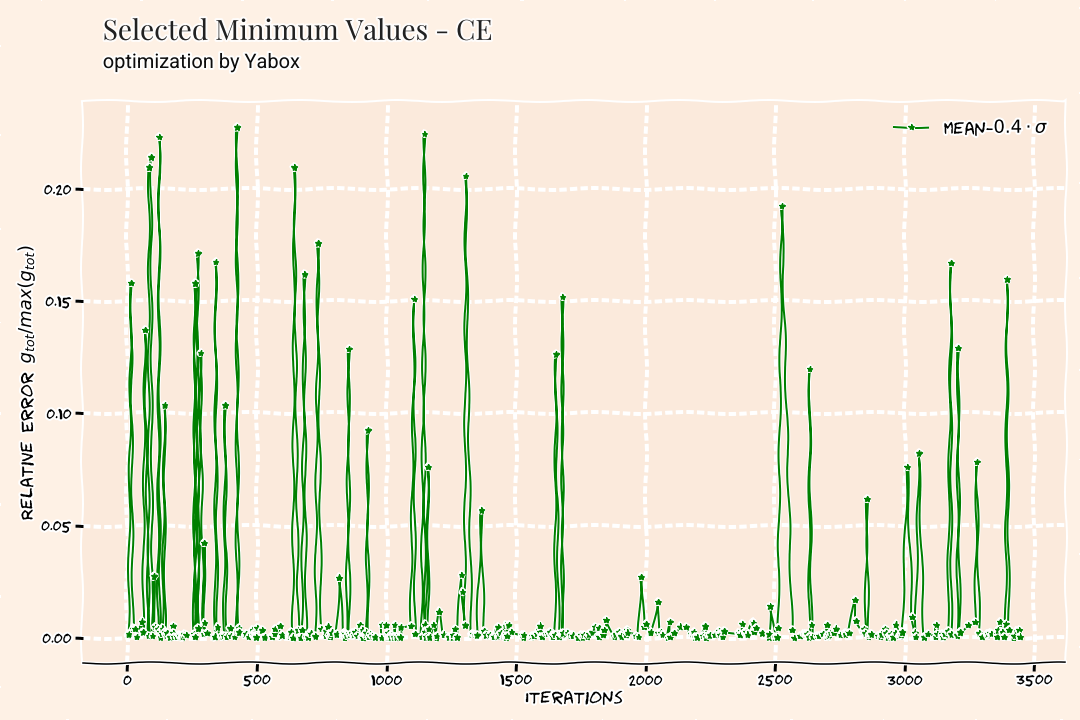 Selected Minimum Values - CE
optimization by Yabox
MEAN-0.4 · σ
RELATIVE ERROR g_tot/max(g_tot)
0.20
0.15
0.10
0.05
0.00
0 500 1000 1500 2000 2500 3000 3500
ITERATIONS